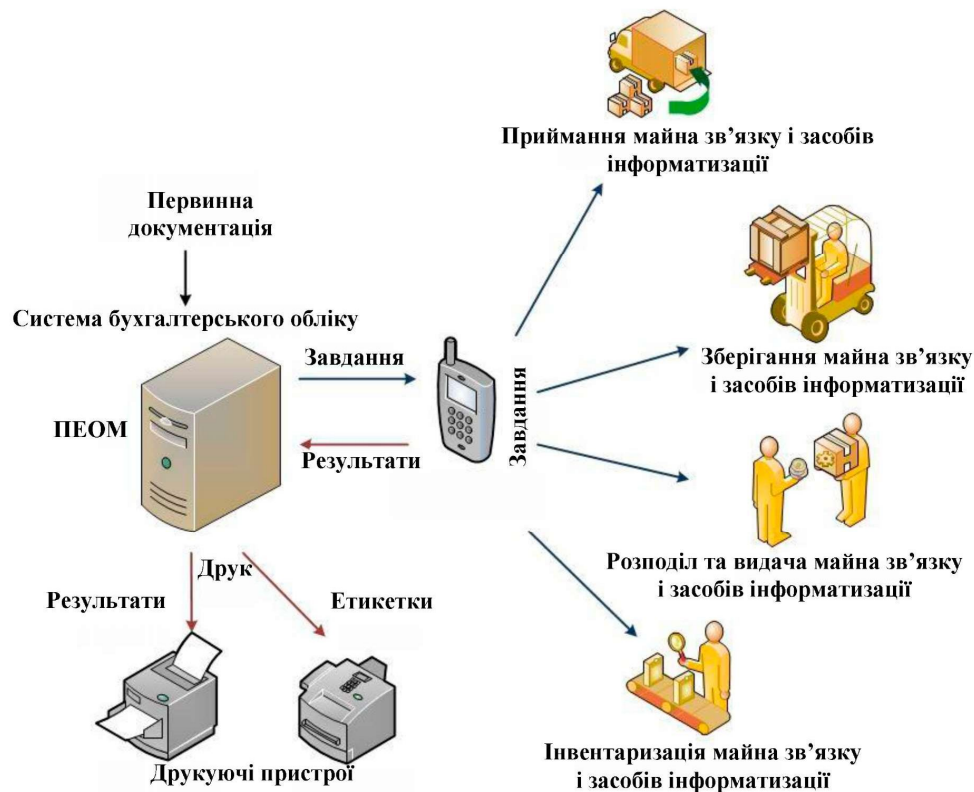 Приймання майна зв’язку і засобів
інформатизації
Первинна
документація
Система бухгалтерського обліку
Завдання
ПЕОМ
Результати
Завдання
Зберігання майна зв’язку
і засобів інформатизації
Розподіл та видача майна зв’язку
і засобів інформатизації
Друк
Результати
Етикетки
Друкуючі пристрої
Інвентаризація майна зв’язку
і засобів інформатизації